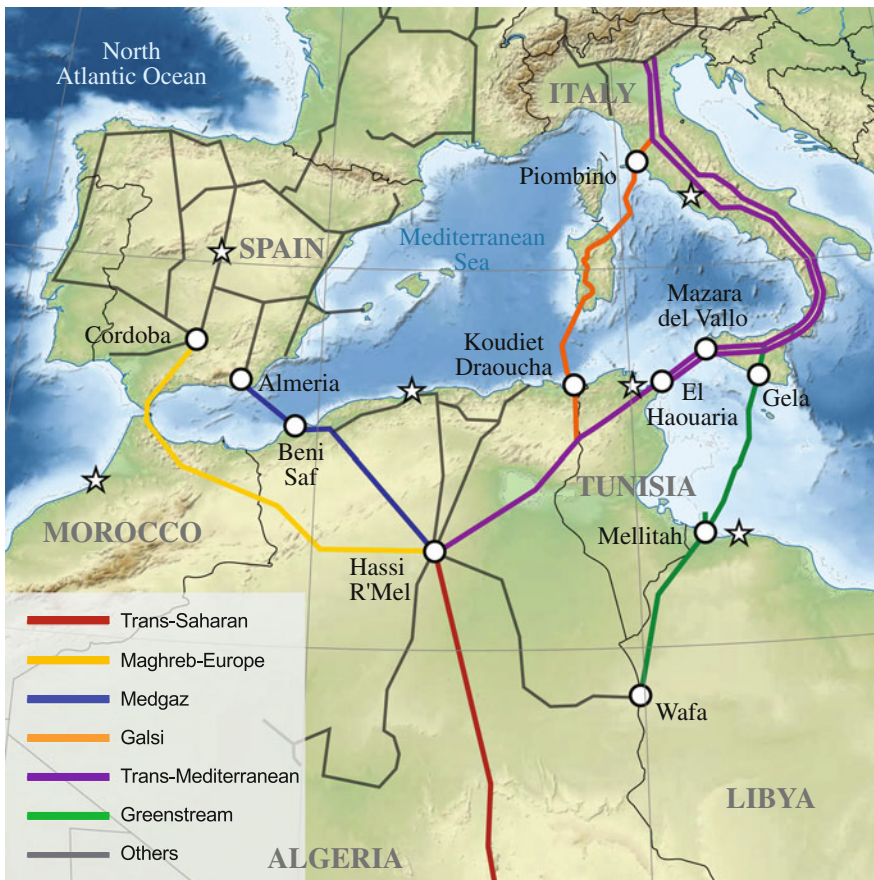 North
Atlantic Ocean
ITALY
Piombino
SPAIN
Mediterranean
Sea
Mazara
del Vallo
Cordoba
Koudiet
Draoucha
Almeria
El
Haouaria
Gela
Beni
Saf
TUNISIA
MOROCCO
Mellitah
Hassi
R'Mel
Wafa
LIBYA
ALGERIA
Trans-Saharan
Maghreb-Europe
Medgaz
Galsi
Trans-Mediterranean
Greenstream
Others